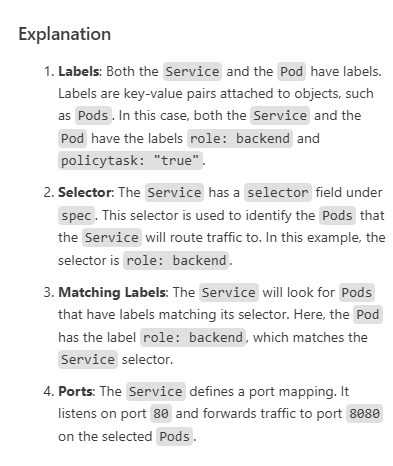 Explanation
1. Labels: Both the Service and the Pod have labels.
Labels are key-value pairs attached to objects, such
as Pods. In this case, both the Service and the
Pod have the labels role: backend and
policytask: "true".
2. Selector: The Service has a selector field under
spec. This selector is used to identify the Pods that
the Service will route traffic to. In this example, the
selector is role: backend.
3. Matching Labels: The Service will look for Pods
that have labels matching its selector. Here, the Pod
has the label role: backend, which matches the
Service selector.
4. Ports: The Service defines a port mapping. It
listens on port 80 and forwards traffic to port 8080
on the selected Pods.